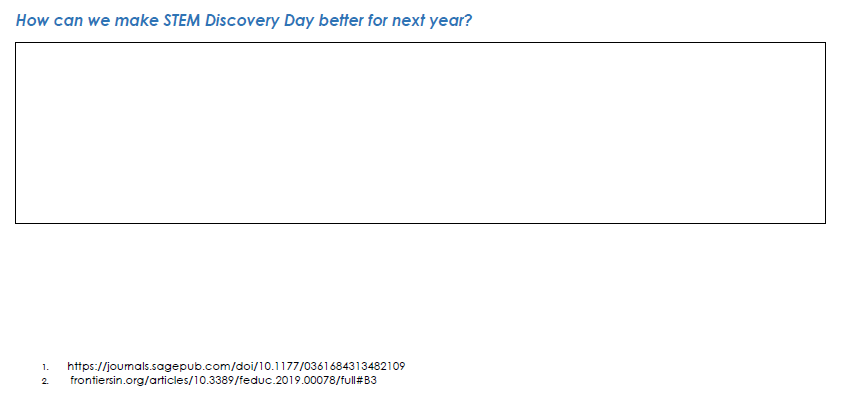 How can we make STEM Discovery Day better for next year?
1. https://journals.sagepub.com/doi/10.1177/0361684313482109
2. frontiersin.org/articles/10.3389/feduc.2019.00078/full#B3